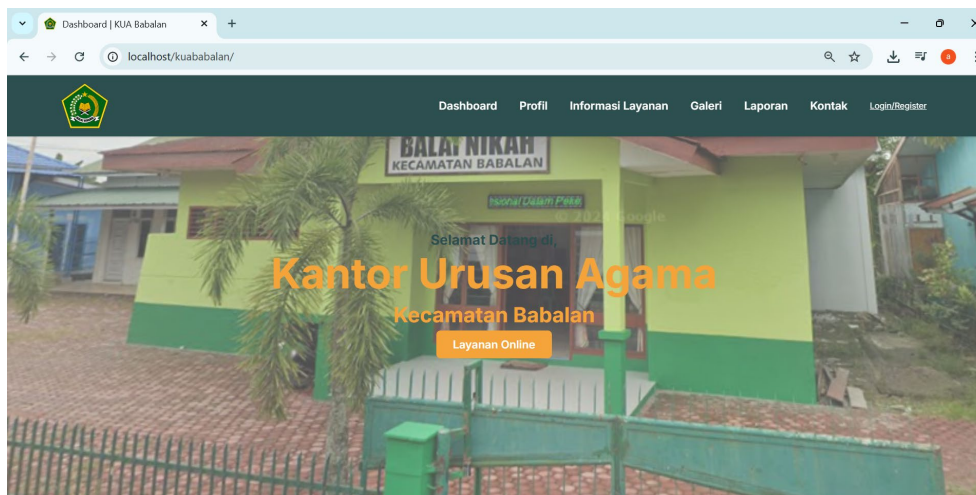 Dashboard | KUA Babalan
localhost/kuababalan/
a
Dashboard Profil Informasi Layanan Galeri Laporan Kontak Login/Register
BALAI NIKAH
KECAMATAN BABALAN
Dalam
© 2024 Google
Selamat Datang di,
Kantor Urusan Agama
Kecamatan Babalan
Layanan Online